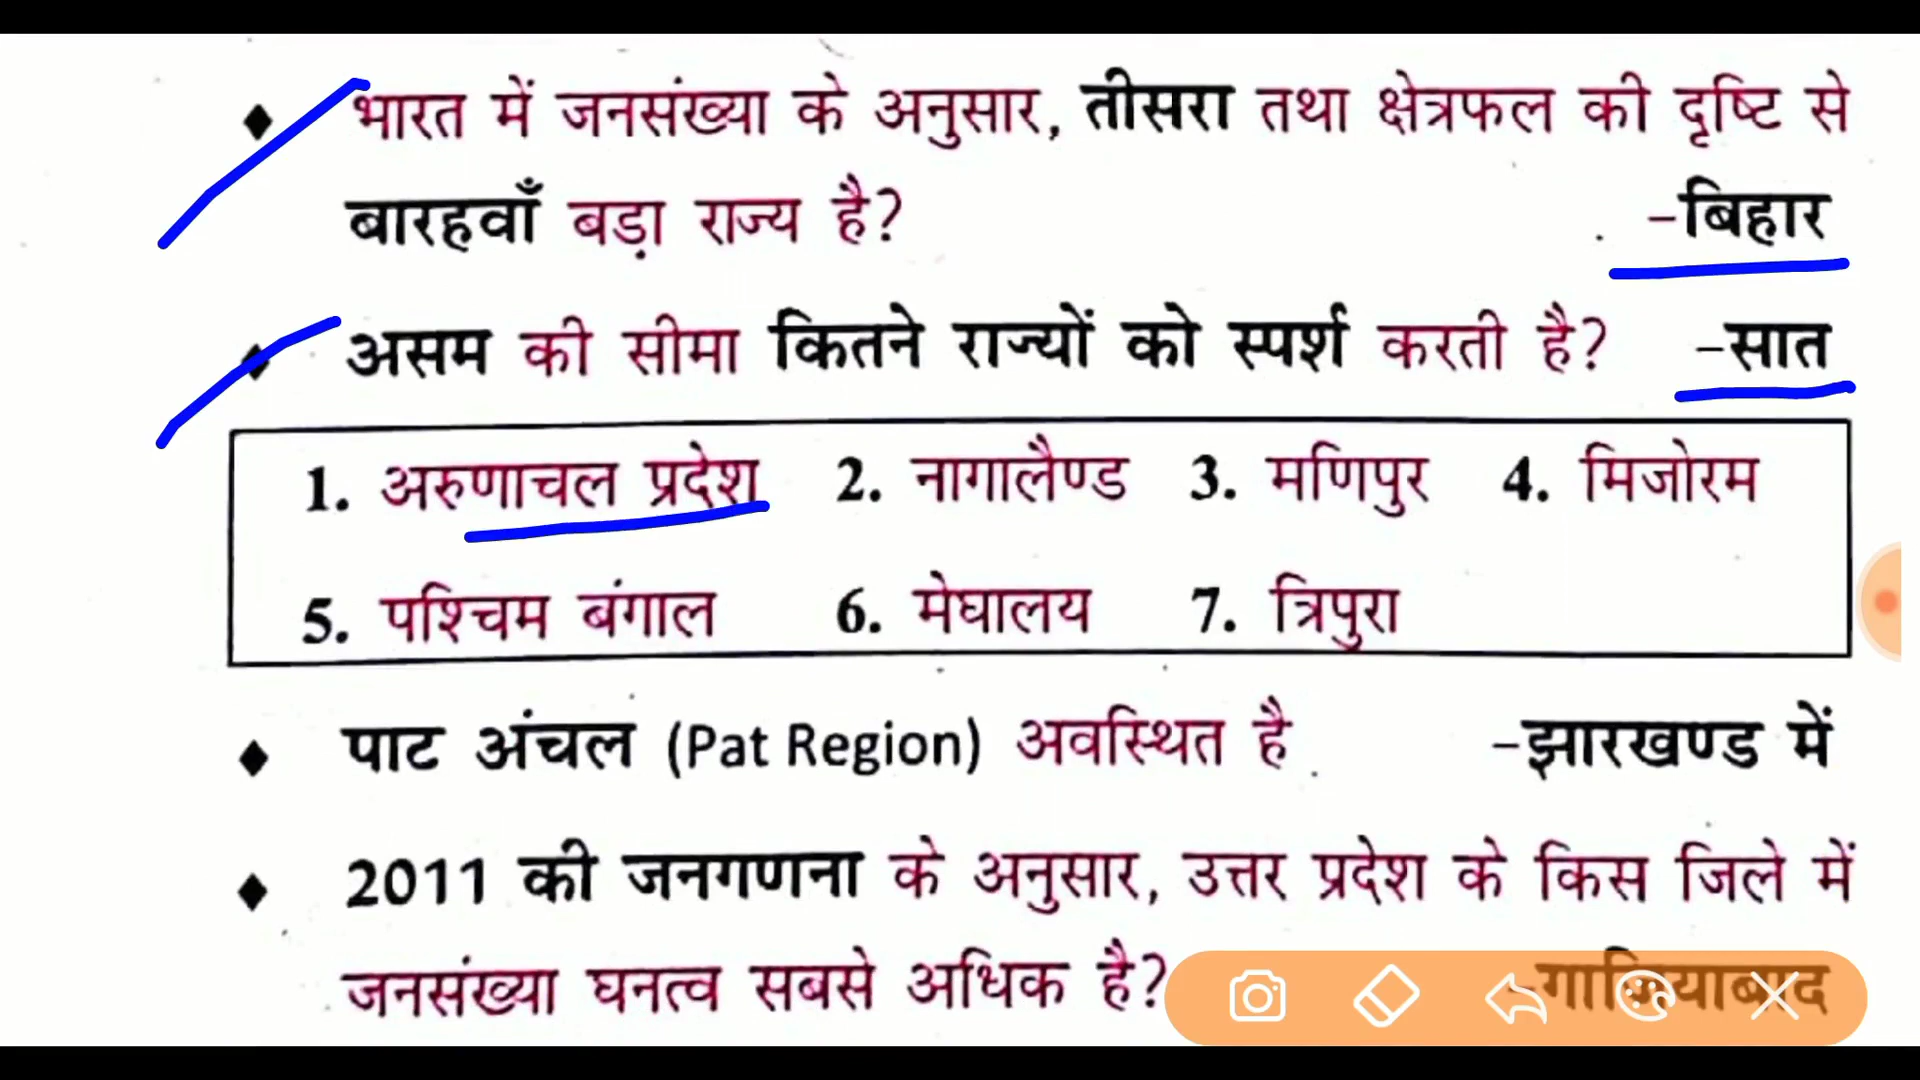 ♦ भारत में जनसंख्या के अनुसार, तीसरा तथा क्षेत्रफल की दृष्टि से
बारहवाँ बड़ा राज्य है? -बिहार
♦ असम की सीमा कितने राज्यों को स्पर्श करती है? -सात
1. अरुणाचल प्रदेश 2. नागालैण्ड 3. मणिपुर 4. मिजोरम
5. पश्चिम बंगाल 6. मेघालय 7. त्रिपुरा
♦ पाट अंचल (Pat Region) अवस्थित है -झारखण्ड में
♦ 2011 की जनगणना के अनुसार, उत्तर प्रदेश के किस जिले में
जनसंख्या घनत्व सबसे अधिक है? -गाजियाबाद